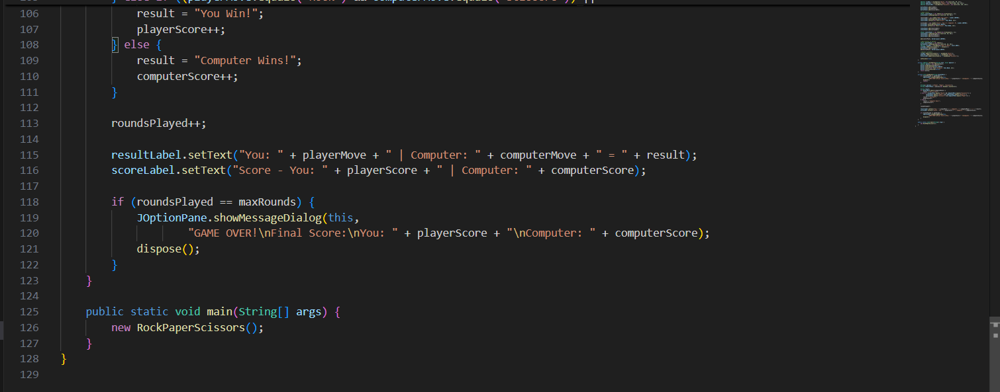 106 result = "You Win!";
107 playerScore++;
108 } else {
109 result = "Computer Wins!";
110 computerScore++;
111 }
112
113 roundsPlayed++;
114
115 resultLabel.setText("You: " + playerMove + " | Computer: " + computerMove + " = " + result);
116 scoreLabel.setText("Score - You: " + playerScore + " | Computer: " + computerScore);
117
118 if (roundsPlayed == maxRounds) {
119 JOptionPane.showMessageDialog(this,
120 "GAME OVER!\nFinal Score:\nYou: " + playerScore + "\nComputer: " + computerScore);
121 dispose();
122 }
123 }
124
125 public static void main(String[] args) {
126 new RockPaperScissors();
127 }
128 }
129